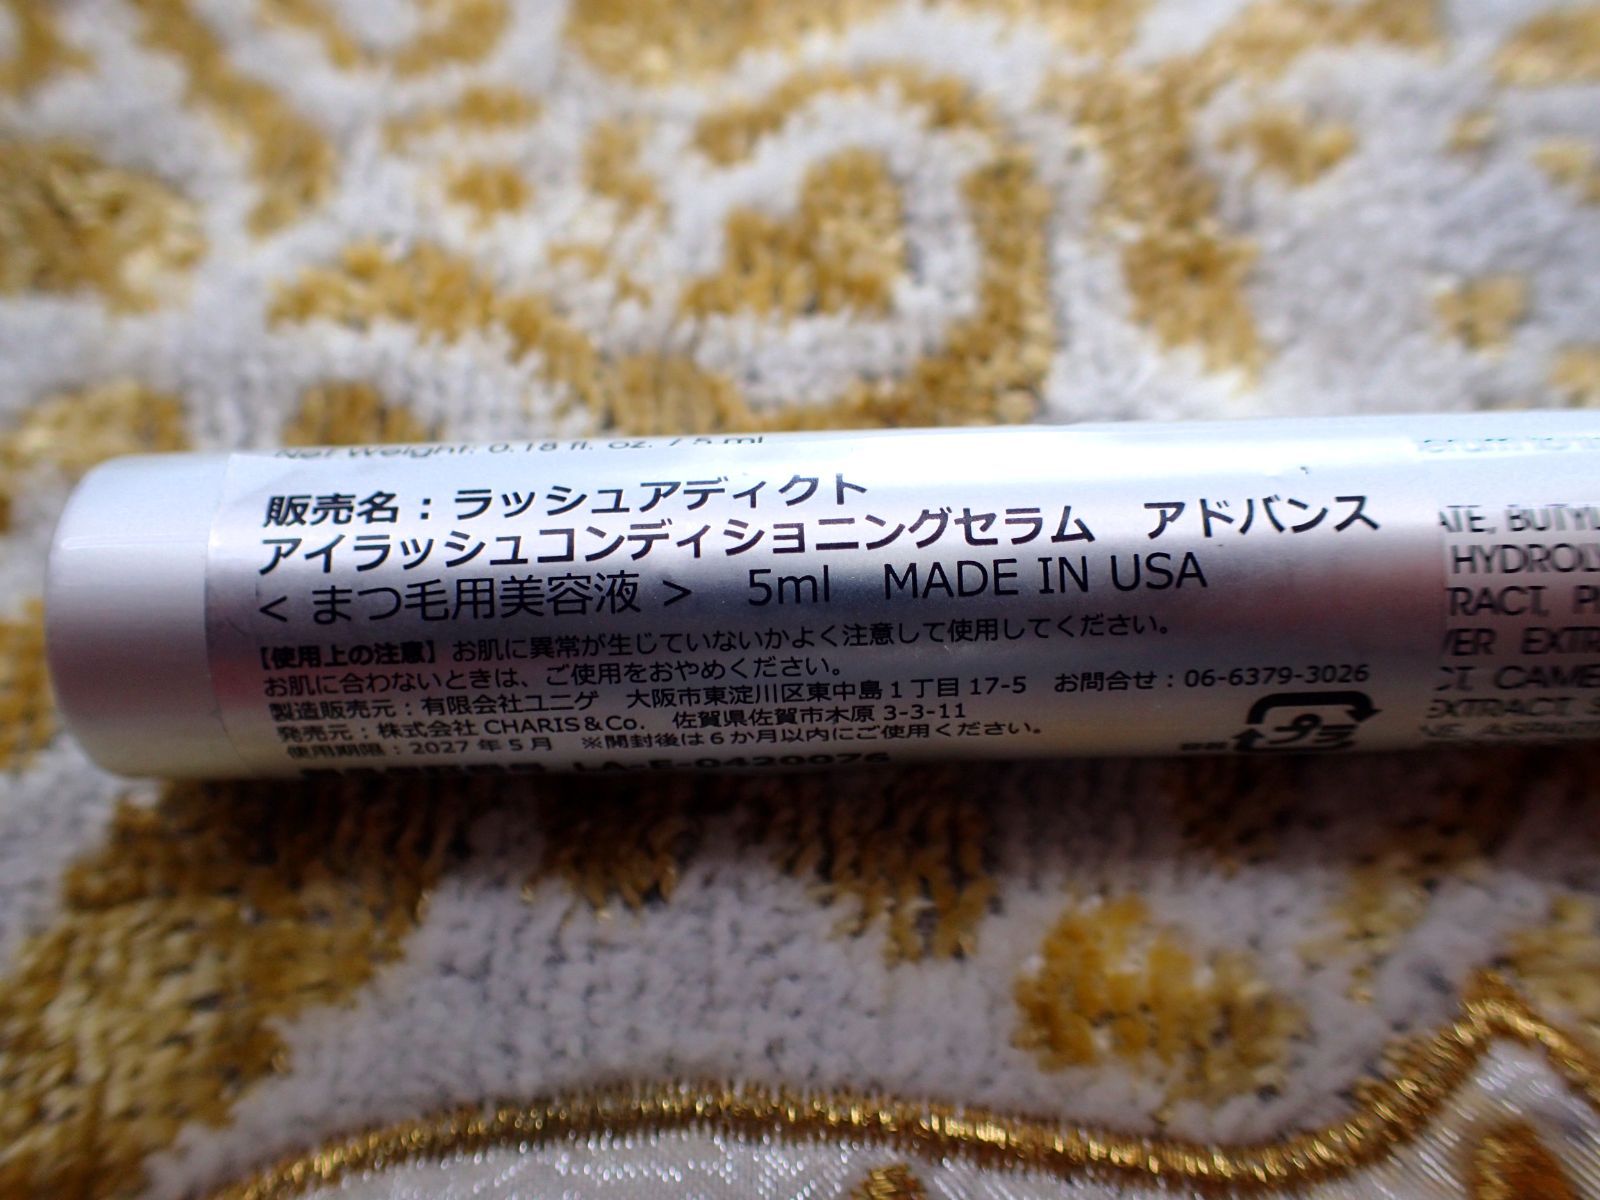 Net Weight: 0.18 fl. oz. / 5 ml
販売名：ラッシュアディクト
アイラッシュコンディショニングセラム　アドバンス
＜まつ毛用美容液＞　5ml　MADE IN USA
【使用上の注意】お肌に異常が生じていないかよく注意して使用してください。
お肌に合わないときは、ご使用をおやめください。
製造販売元：有限会社ユニゲ　大阪市東淀川区東中島１丁目17-5　お問合せ：06-6379-3026
発売元：株式会社 CHARIS＆Co.　佐賀県佐賀市木原 3-3-11
使用期限：2027 年 5 月　※開封後は 6 か月以内にご使用ください。
LA-E-0420076
プラ
ATE, BUTYL
HYDROL
TRACT, P
VER EXTR
CT, CAME
EXTRACT, S